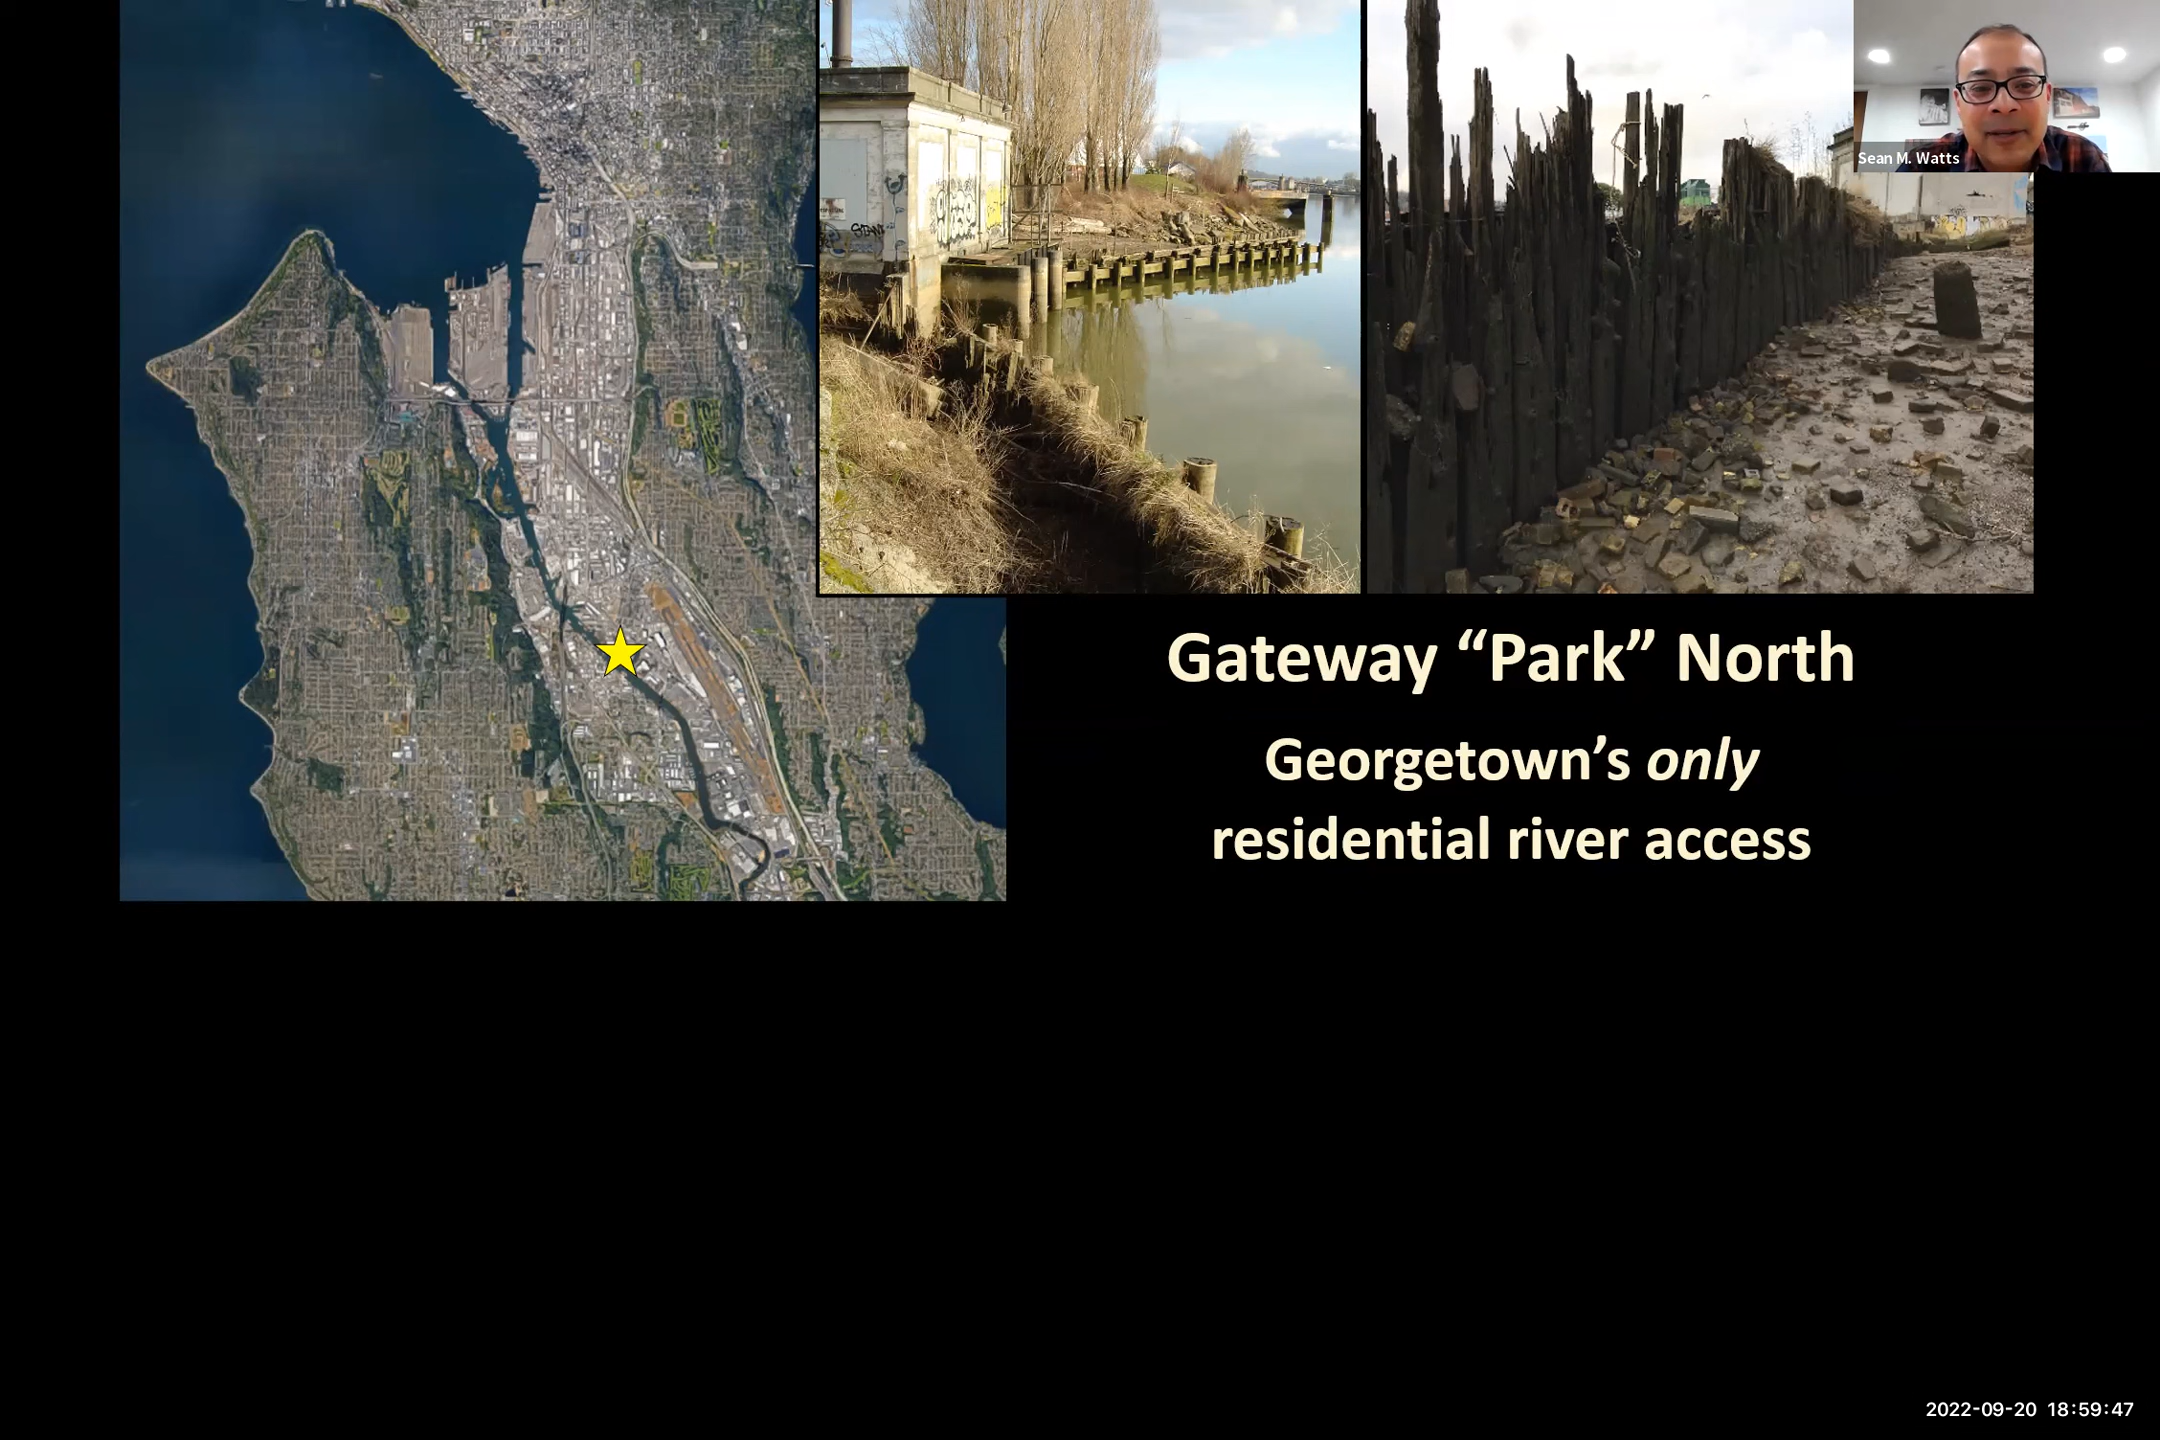 Sean M. Watts
Gateway “Park” North
Georgetown’s only
residential river access
2022-09-20 18:59:47